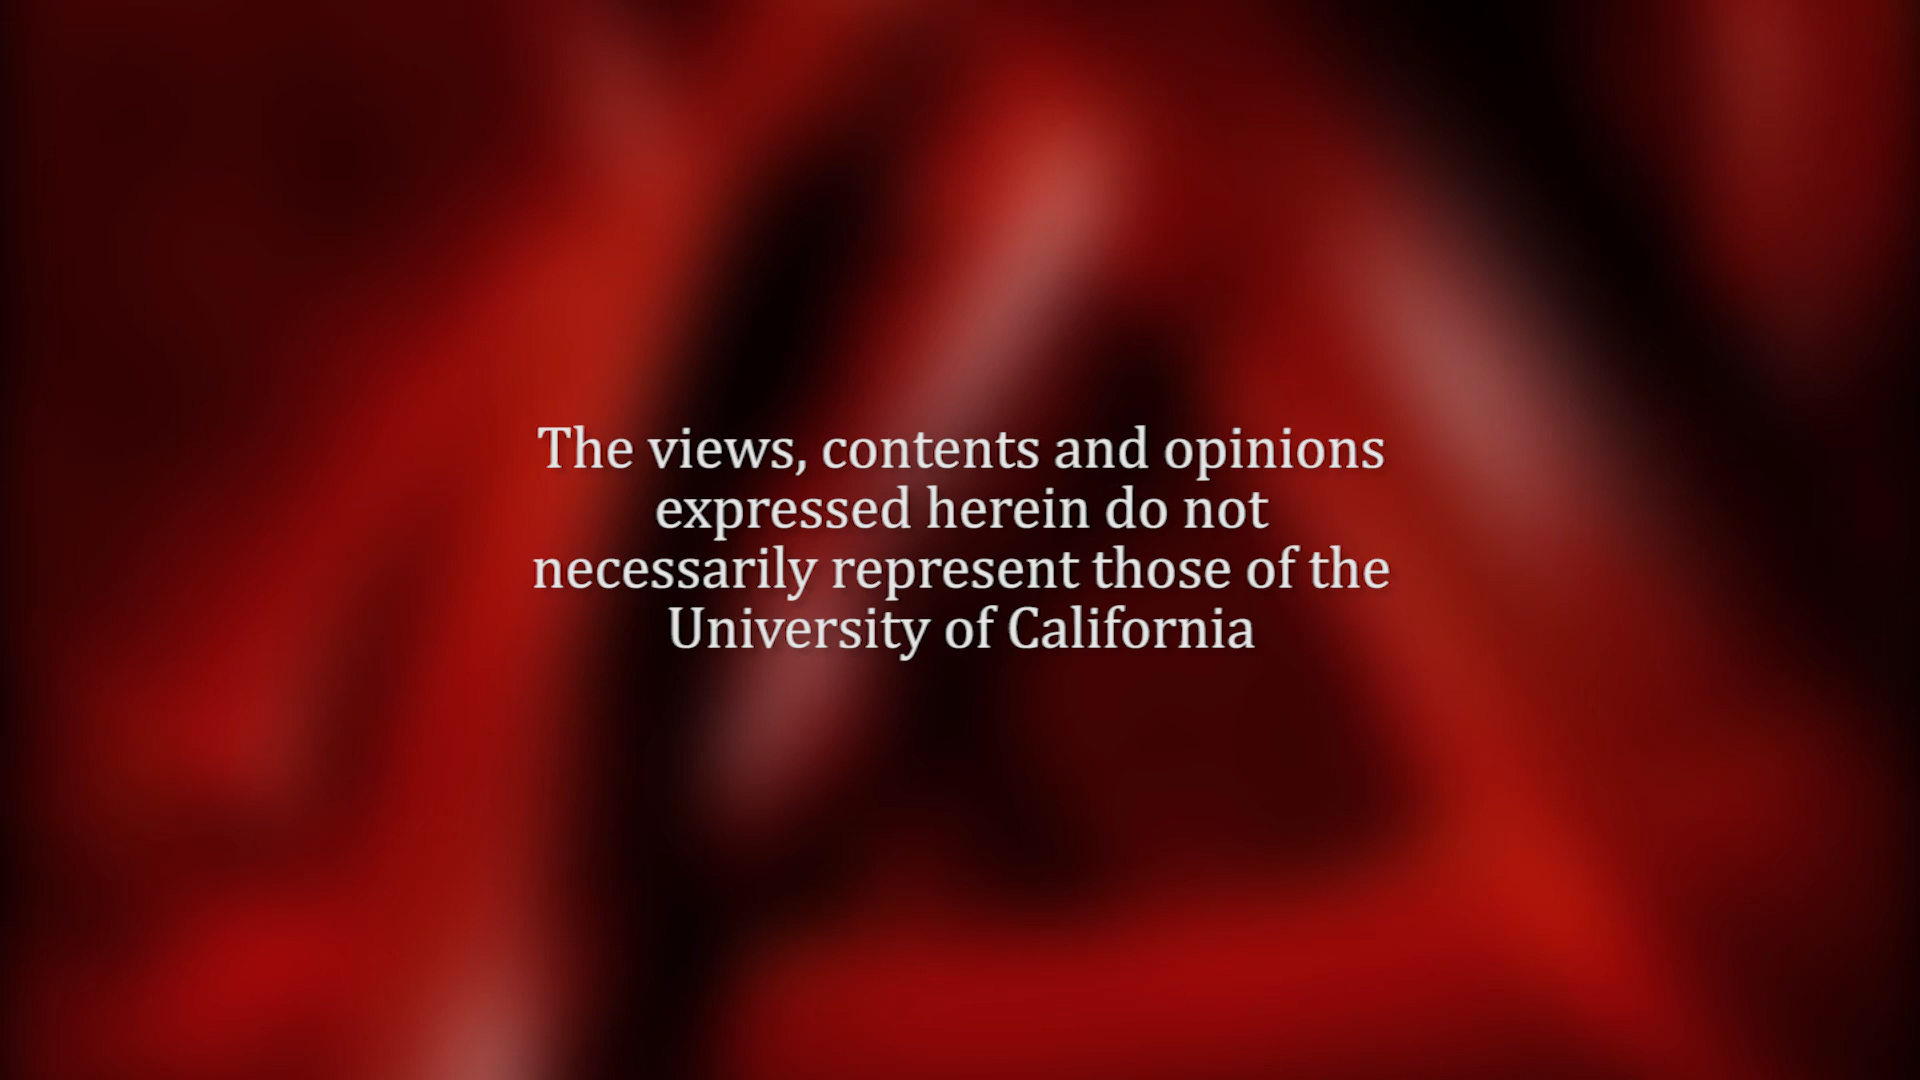 The views, contents and opinions
expressed herein do not
necessarily represent those of the
University of California